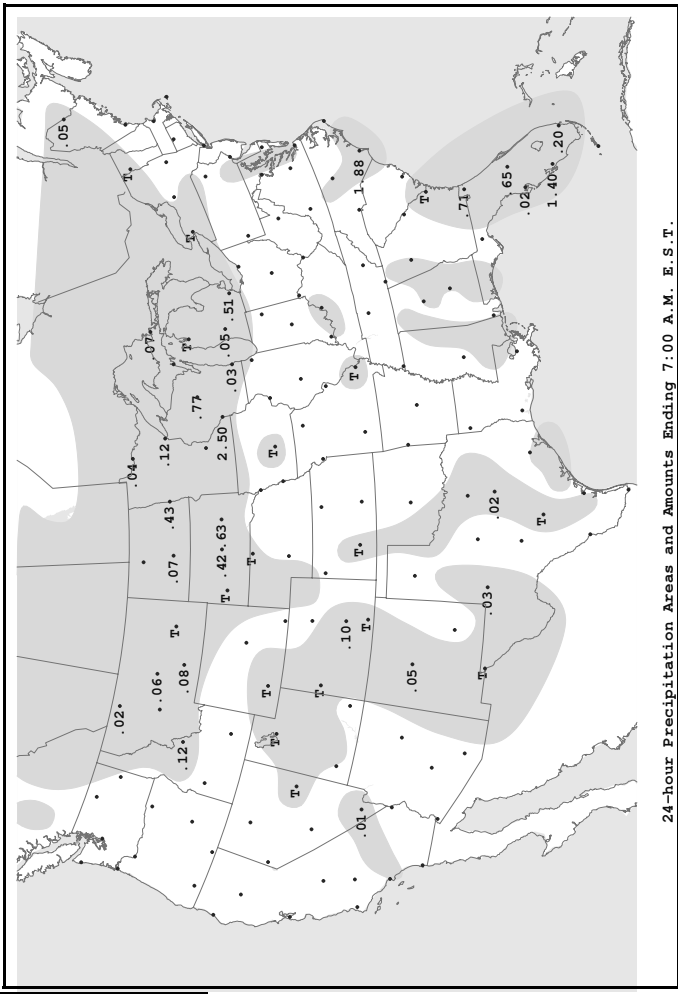 .05
.02
T
.04
.07
.06
.12
.43
.07
T
.12
.08
T
T
.77
.42
.63
2.50
.05
T
.51
.03
T
T
T
T
T
T
.10
T
1.88
T
.01
T
.05
T
.71
T
.03
.02
.65
.02
T
1.40
.20
24-hour Precipitation Areas and Amounts Ending 7:00 A.M. E.S.T.